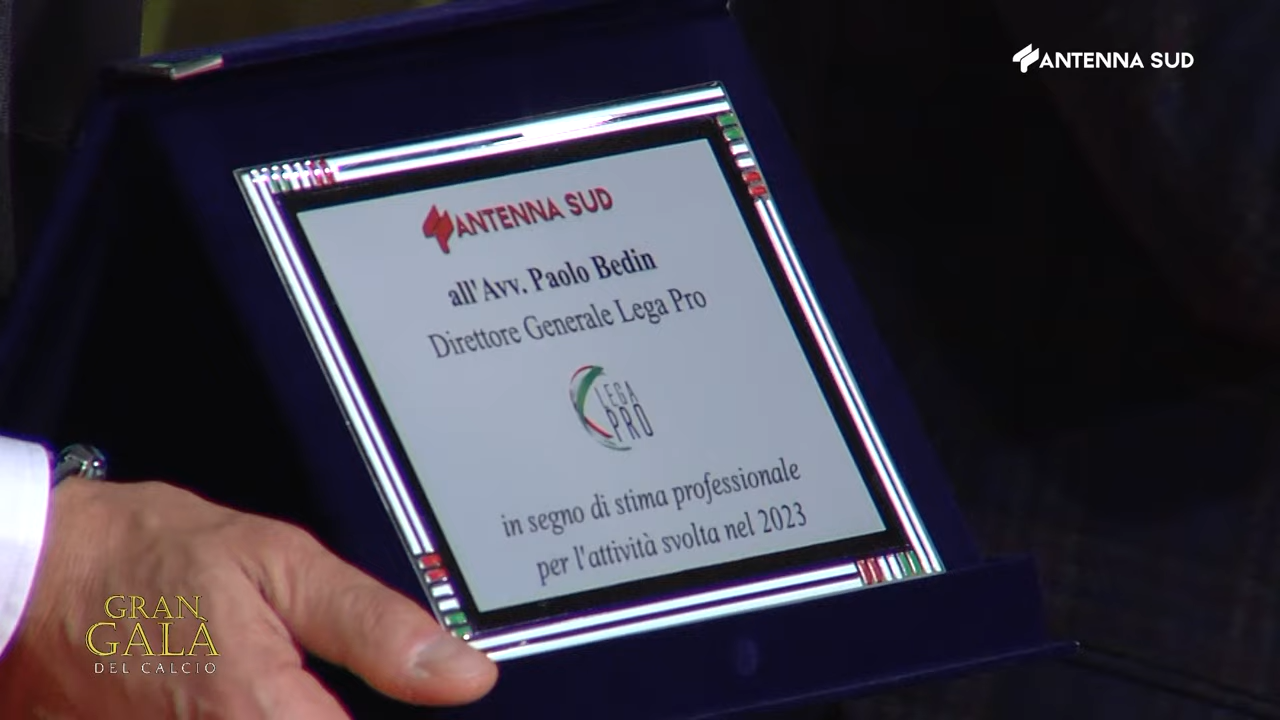 ANTENNA SUD
ANTENNA SUD
all'Avv. Paolo Bedin
Direttore Generale Lega Pro
LEGA
PRO
in segno di stima professionale
per l'attività svolta nel 2023
GRAN
GALÀ
DEL CALCIO